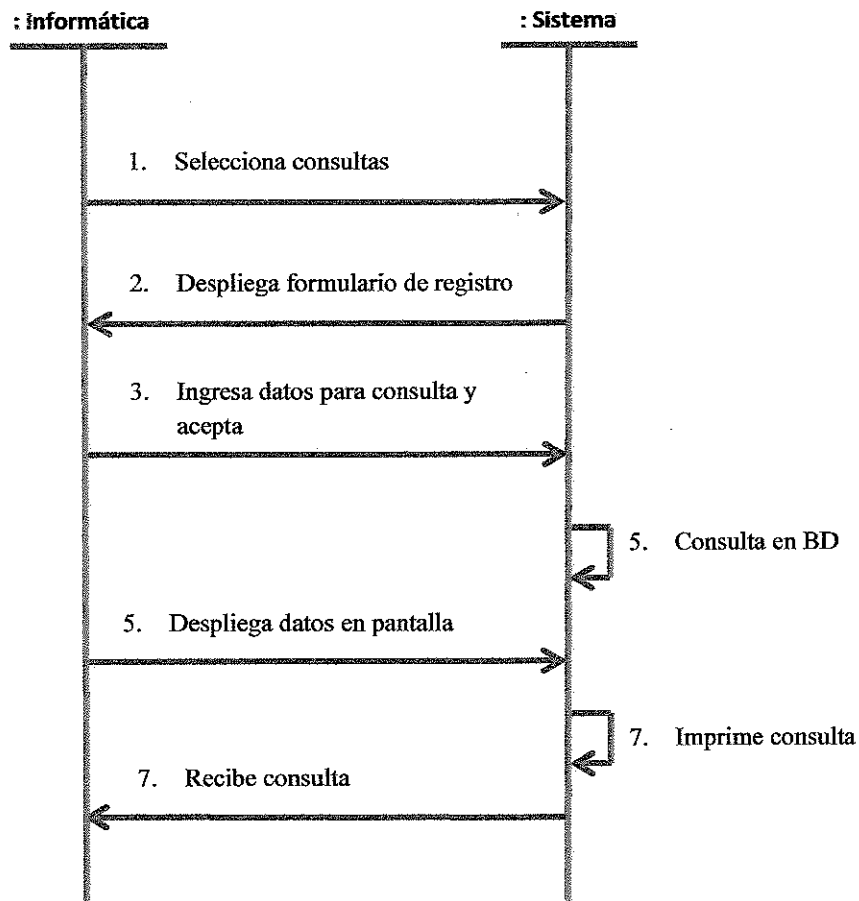 : Informática
: Sistema
1. Selecciona consultas
2. Despliega formulario de registro
3. Ingresa datos para consulta y
acepta
5. Consulta en BD
5. Despliega datos en pantalla
7. Imprime consulta
7. Recibe consulta